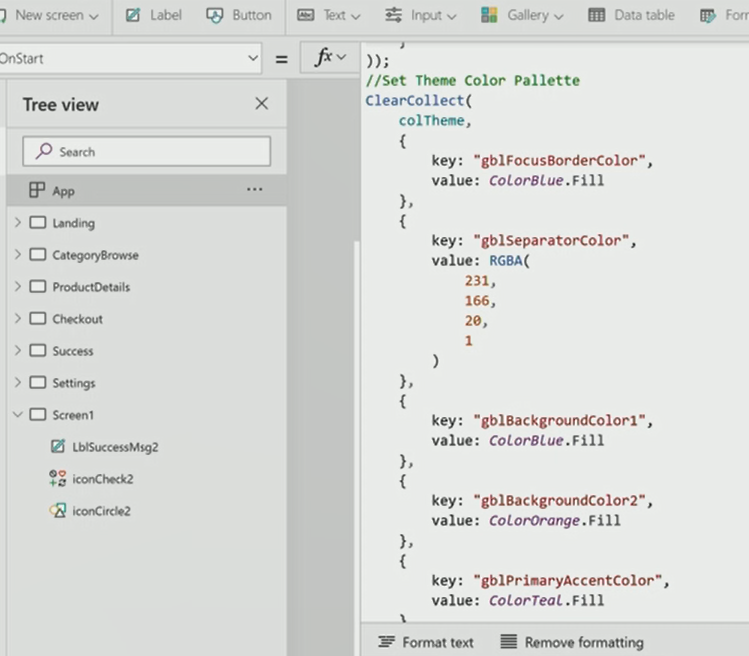 New screen
Label
Button
Text
Input
Gallery
Data table
OnStart
=
fx
));
//Set Theme Color Pallette
ClearCollect(
colTheme,
{
key: "gblFocusBorderColor",
value: ColorBlue.Fill
},
{
key: "gblSeparatorColor",
value: RGBA(
231,
166,
20,
1
)
},
{
key: "gblBackgroundColor1",
value: ColorBlue.Fill
},
{
key: "gblBackgroundColor2",
value: ColorOrange.Fill
},
{
key: "gblPrimaryAccentColor",
value: ColorTeal.Fill
}
Tree view
Search
App
Landing
CategoryBrowse
ProductDetails
Checkout
Success
Settings
Screen1
LblSuccessMsg2
iconCheck2
iconCircle2
Format text
Remove formatting